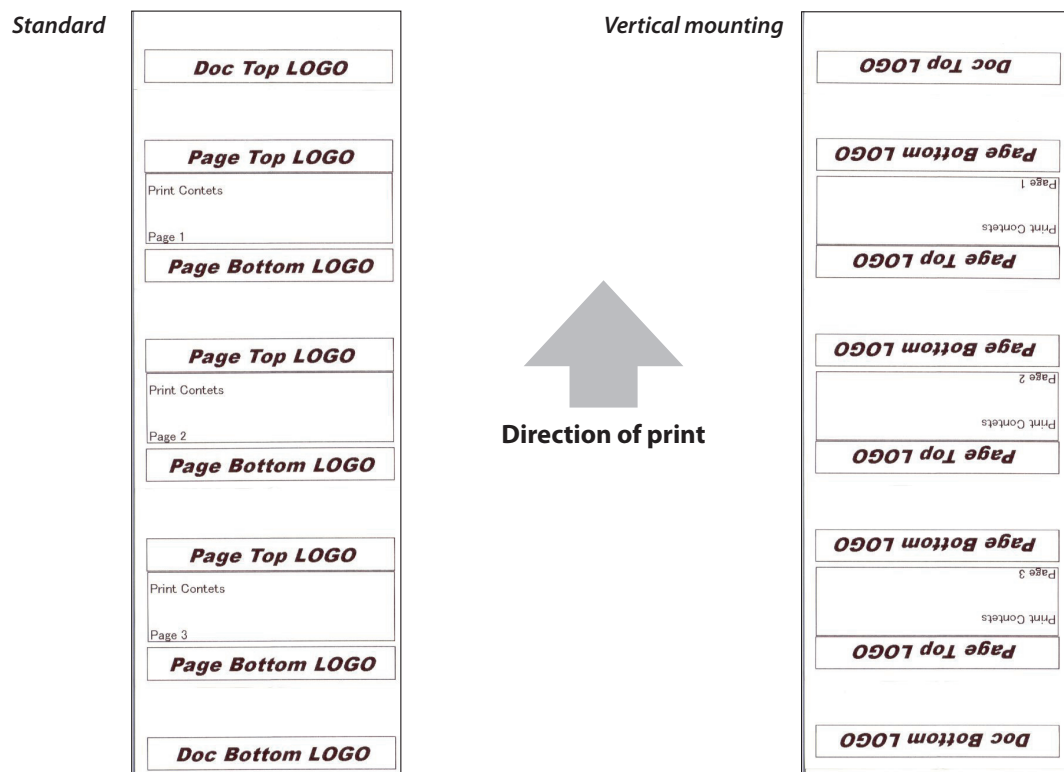 Standard
Doc Top LOGO
Page Top LOGO
Print Contets
Page 1
Page Bottom LOGO
Page Top LOGO
Print Contets
Page 2
Page Bottom LOGO
Page Top LOGO
Print Contets
Page 3
Page Bottom LOGO
Doc Bottom LOGO
Direction of print
Vertical mounting
Doc Top LOGO
Page Bottom LOGO
Page 1
Print Contets
Page Top LOGO
Page Bottom LOGO
Page 2
Print Contets
Page Top LOGO
Page Bottom LOGO
Page 3
Print Contets
Page Top LOGO
Doc Bottom LOGO